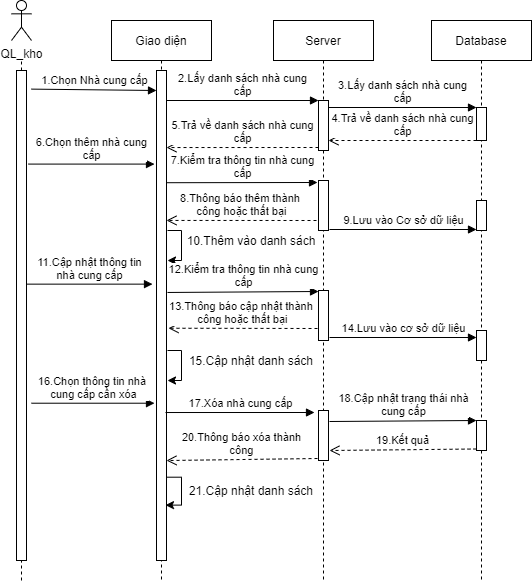 QL_kho
Giao diện
Server
Database
1.Chọn Nhà cung cấp
2.Lấy danh sách nhà cung
cấp
3.Lấy danh sách nhà cung
cấp
4.Trả về danh sách nhà cung
cấp
5.Trả về danh sách nhà cung
cấp
6.Chọn thêm nhà cung
cấp
7.Kiểm tra thông tin nhà cung
cấp
8.Thông báo thêm thành
công hoặc thất bại
9.Lưu vào Cơ sở dữ liệu
10.Thêm vào danh sách
11.Cập nhật thông tin
nhà cung cấp
12.Kiểm tra thông tin nhà cung
cấp
13.Thông báo cập nhật thành
công hoặc thất bại
14.Lưu vào cơ sở dữ liệu
15.Cập nhật danh sách
16.Chọn thông tin nhà
cung cấp cần xóa
17.Xóa nhà cung cấp
18.Cập nhật trạng thái nhà
cung cấp
19.Kết quả
20.Thông báo xóa thành
công
21.Cập nhật danh sách